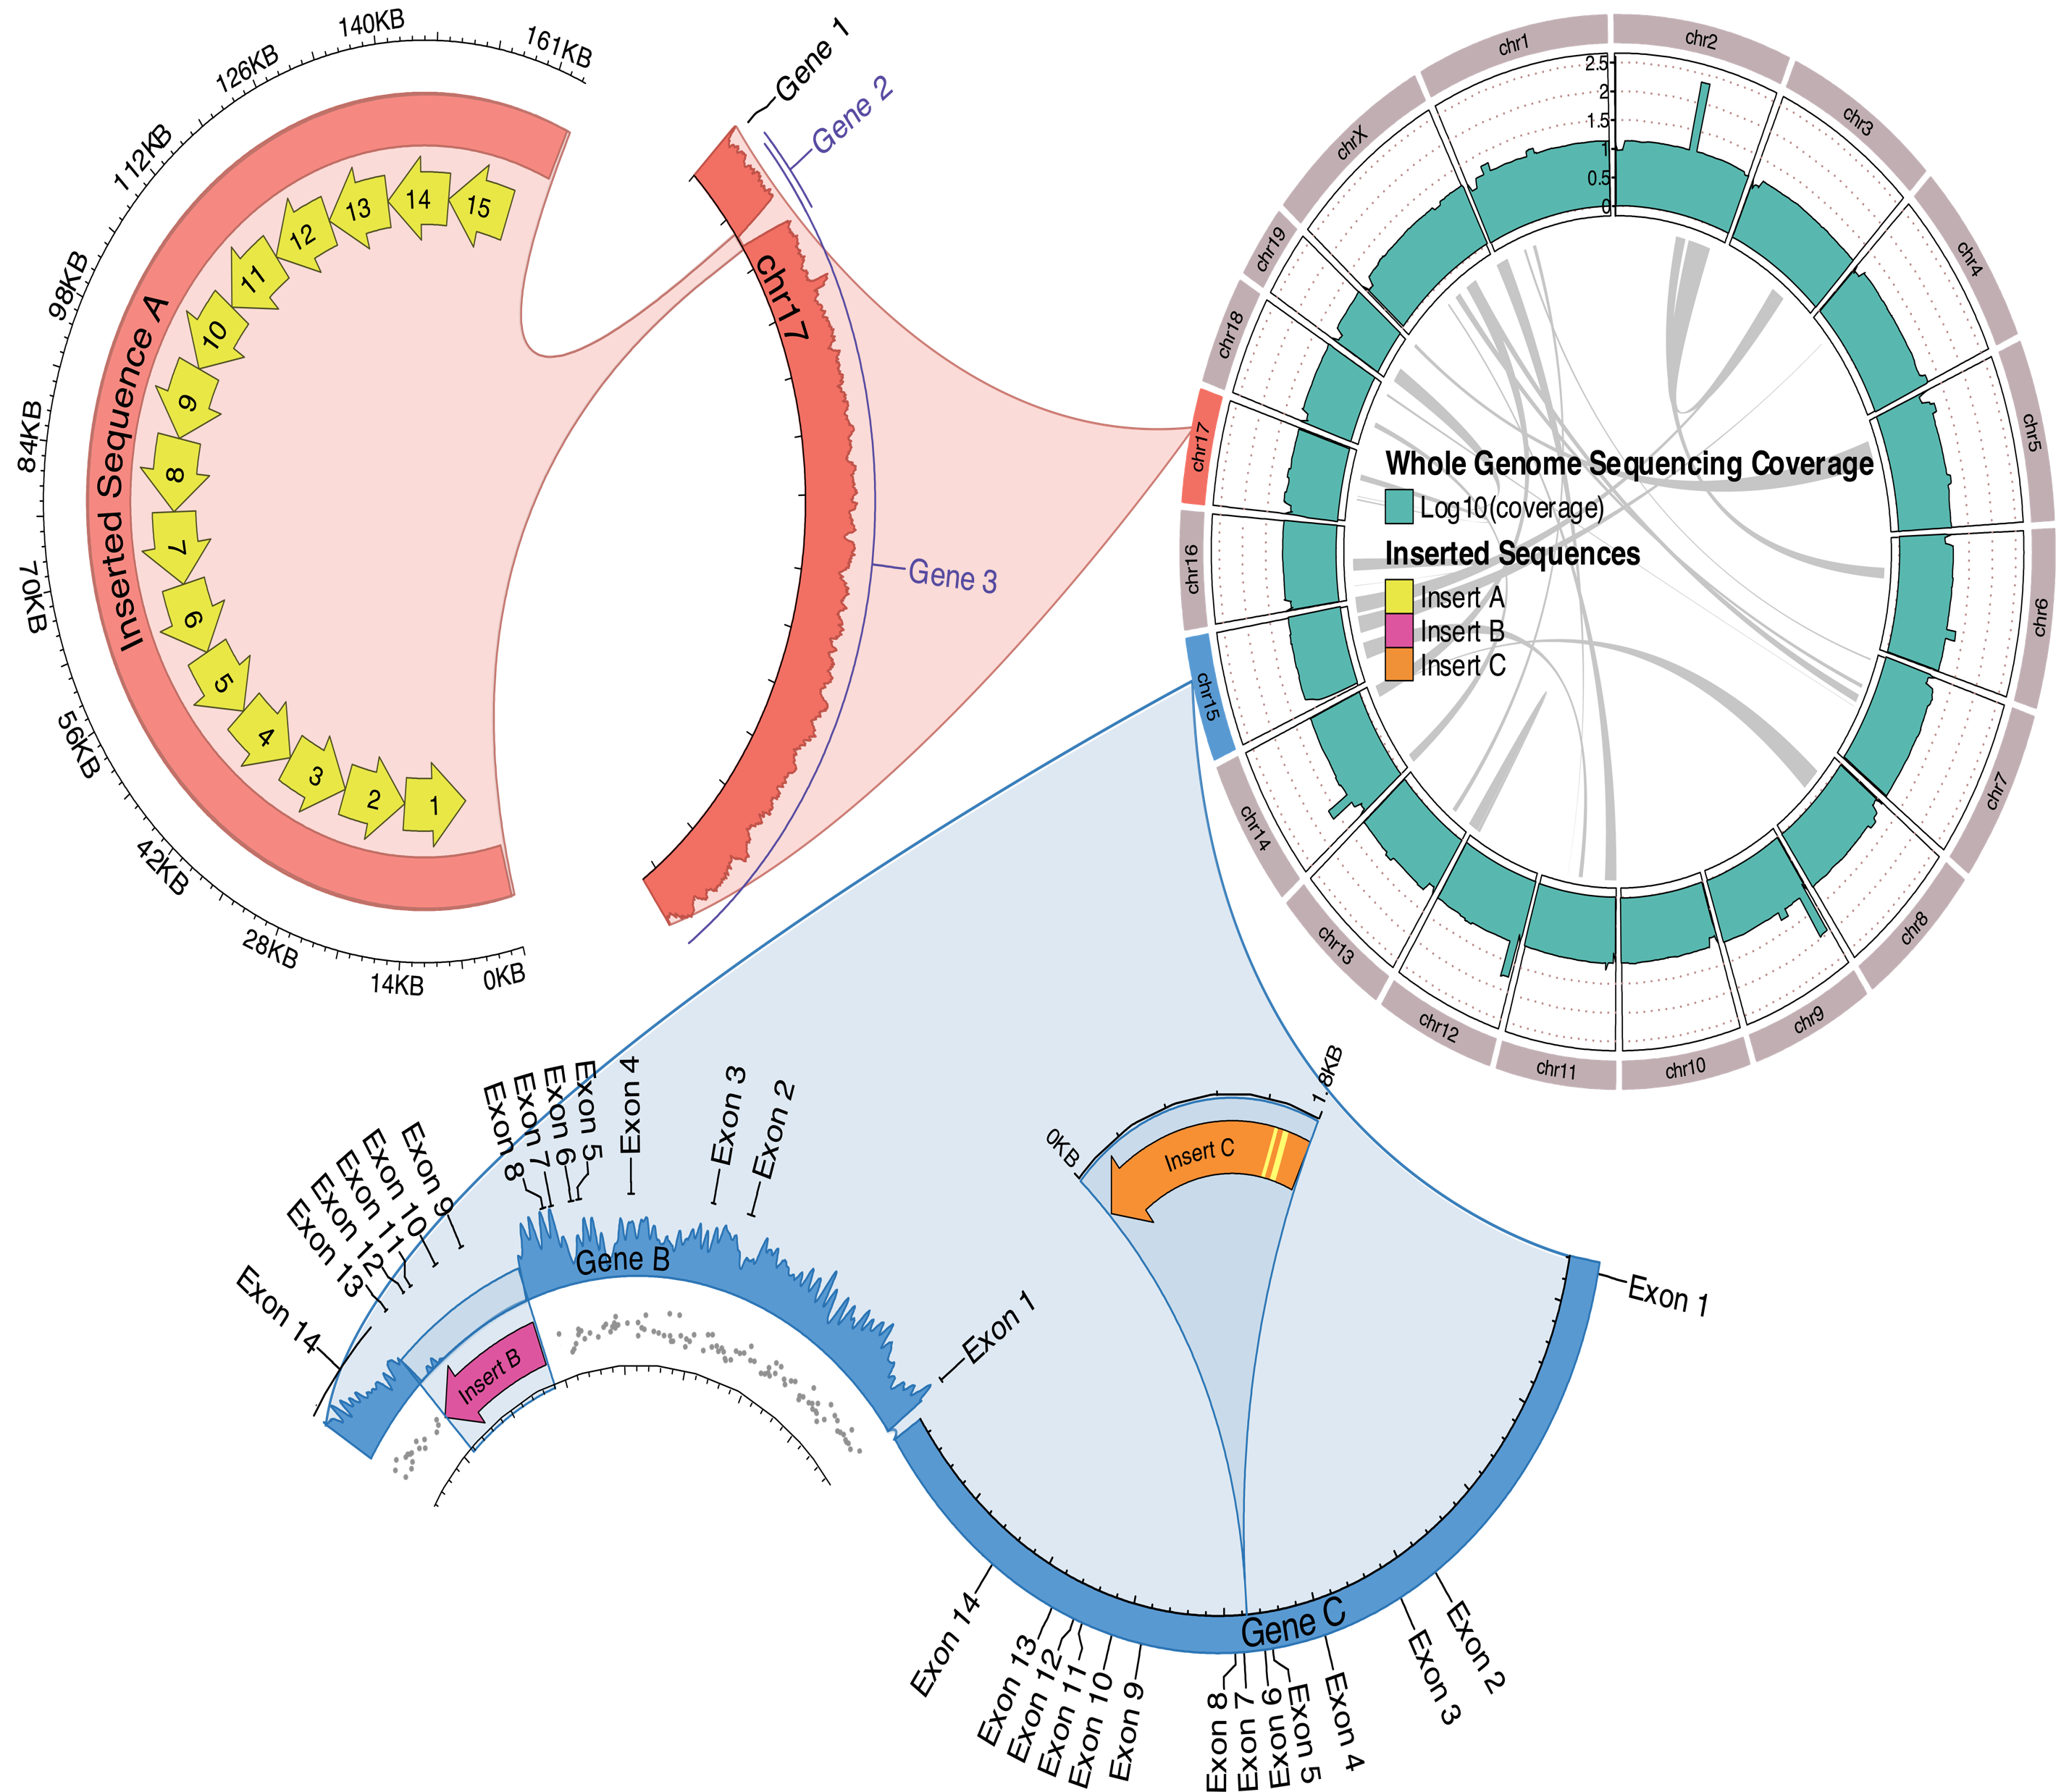 0KB
14KB
28KB
42KB
56KB
70KB
84KB
98KB
112KB
126KB
140KB
161KB
Inserted Sequence A
1
2
3
4
5
6
7
8
9
10
11
12
13
14
15
Gene 1
Gene 2
Gene 3
chr17
chr1
chr2
chr3
chr4
chr5
chr6
chr7
chr8
chr9
chr10
chr11
chr12
chr13
chr14
chr15
chr16
chr17
chr18
chr19
chrX
2.5
2
1.5
1
0.5
0
Whole Genome Sequencing Coverage
Log10(coverage)
Inserted Sequences
Insert A
Insert B
Insert C
Exon 14
Exon 13
Exon 12
Exon 11
Exon 10
Exon 9
Exon 8
Exon 7
Exon 6
Exon 5
Exon 4
Exon 3
Exon 2
Exon 1
Gene B
Insert B
0KB
1.8KB
Insert C
Exon 1
Exon 2
Exon 3
Exon 4
Exon 5
Exon 6
Exon 7
Exon 8
Exon 9
Exon 10
Exon 11
Exon 12
Exon 13
Exon 14
Gene C